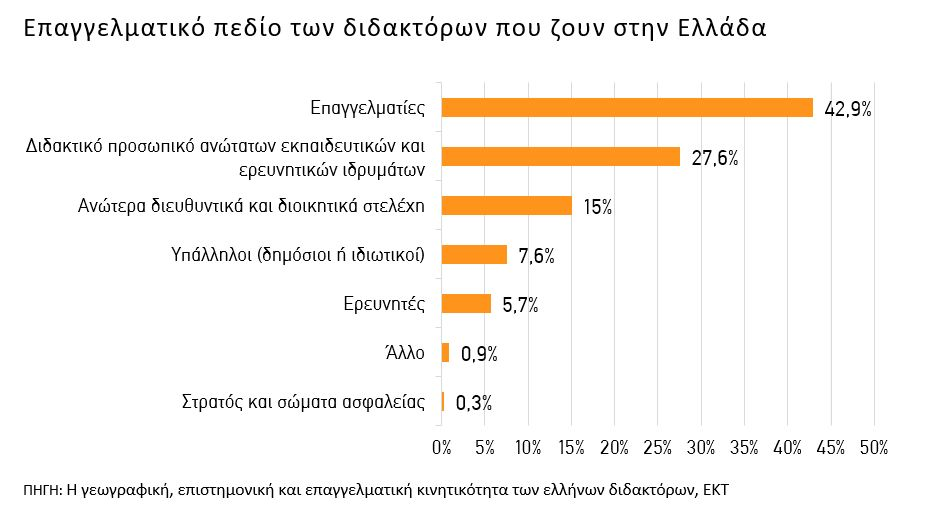 Επαγγελματικό πεδίο των διδακτόρων που ζουν στην Ελλάδα
Επαγγελματίες
42,9%
Διδακτικό προσωπικό ανώτατων εκπαιδευτικών και
ερευνητικών ιδρυμάτων
27,6%
Ανώτερα διευθυντικά και διοικητικά στελέχη
15%
Υπάλληλοι (δημόσιοι ή ιδιωτικοί)
7,6%
Ερευνητές
5,7%
Άλλο
0,9%
Στρατός και σώματα ασφαλείας
0,3%
0% 5% 10% 15% 20% 25% 30% 35% 40% 45% 50%
ΠΗΓΗ: Η γεωγραφική, επιστημονική και επαγγελματική κινητικότητα των ελλήνων διδακτόρων, ΕΚΤ